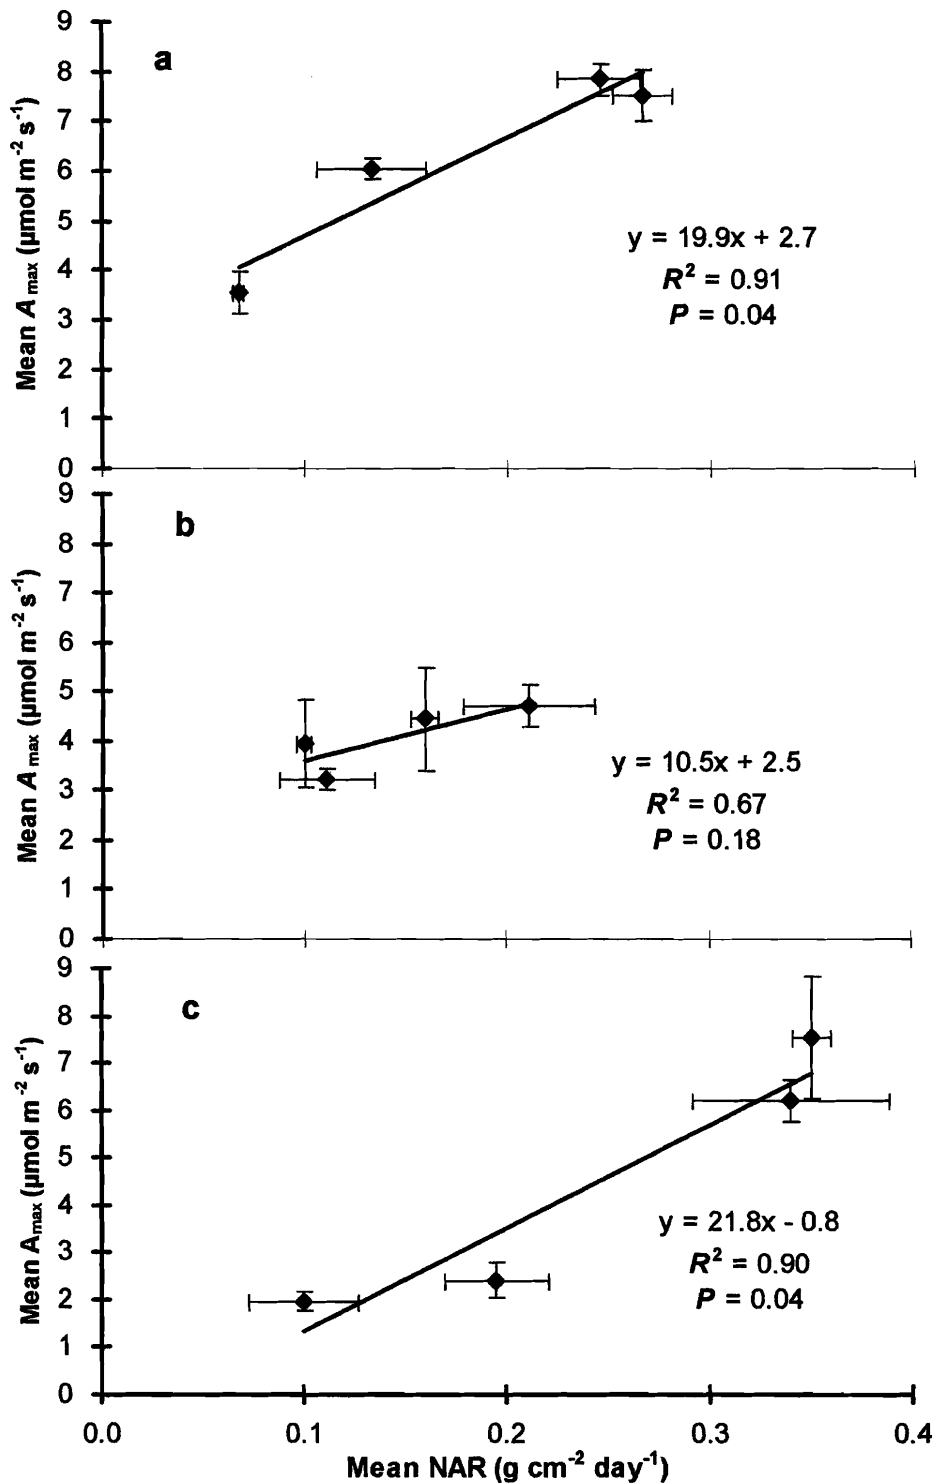 9
a
8
7
6
5
4
3
2
1
0
Mean A max (µmol m-2 s-1)
y = 19.9x + 2.7
R2 = 0.91
P = 0.04
9
b
8
7
6
5
4
3
2
1
0
Mean A max (µmol m-2 s-1)
y = 10.5x + 2.5
R2 = 0.67
P = 0.18
9
c
8
7
6
5
4
3
2
1
0
Mean Amax (µmol m-2 s-1)
y = 21.8x - 0.8
R2 = 0.90
P = 0.04
0.0 0.1 0.2 0.3 0.4
Mean NAR (g cm-2 day-1)